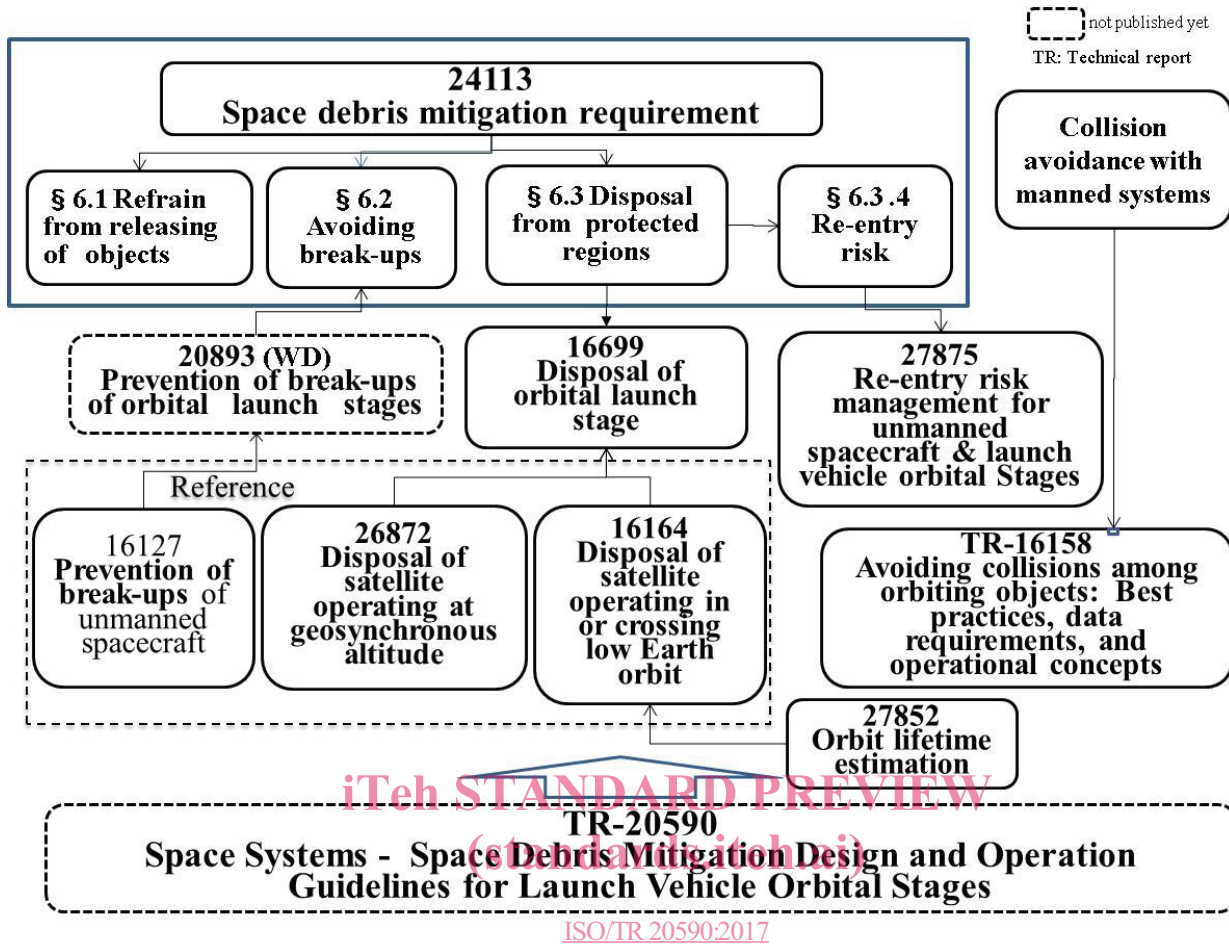 not published yet
TR: Technical report
24113
Space debris mitigation requirement
§ 6.1 Refrain
from releasing
of objects
§ 6.2
Avoiding
break-ups
§ 6.3 Disposal
from protected
regions
§ 6.3.4
Re-entry
risk
Collision
avoidance with
manned systems
20893 (WD)
Prevention of break-ups
of orbital launch stages
16699
Disposal of
orbital launch
stage
27875
Re-entry risk
management for
unmanned
spacecraft & launch
vehicle orbital Stages
Reference
16127
Prevention of
break-ups of
unmanned
spacecraft
26872
Disposal of
satellite
operating at
geosynchronous
altitude
16164
Disposal of
satellite
operating in
or crossing
low Earth
orbit
TR-16158
Avoiding collisions among
orbiting objects: Best
practices, data
requirements, and
operational concepts
27852
Orbit lifetime
estimation
iTeh STANDARD PREVIEW
(standards.iteh.ai)
TR-20590
Space Systems - Space Debris Mitigation Design and Operation
Guidelines for Launch Vehicle Orbital Stages
ISO/TR 20590:2017